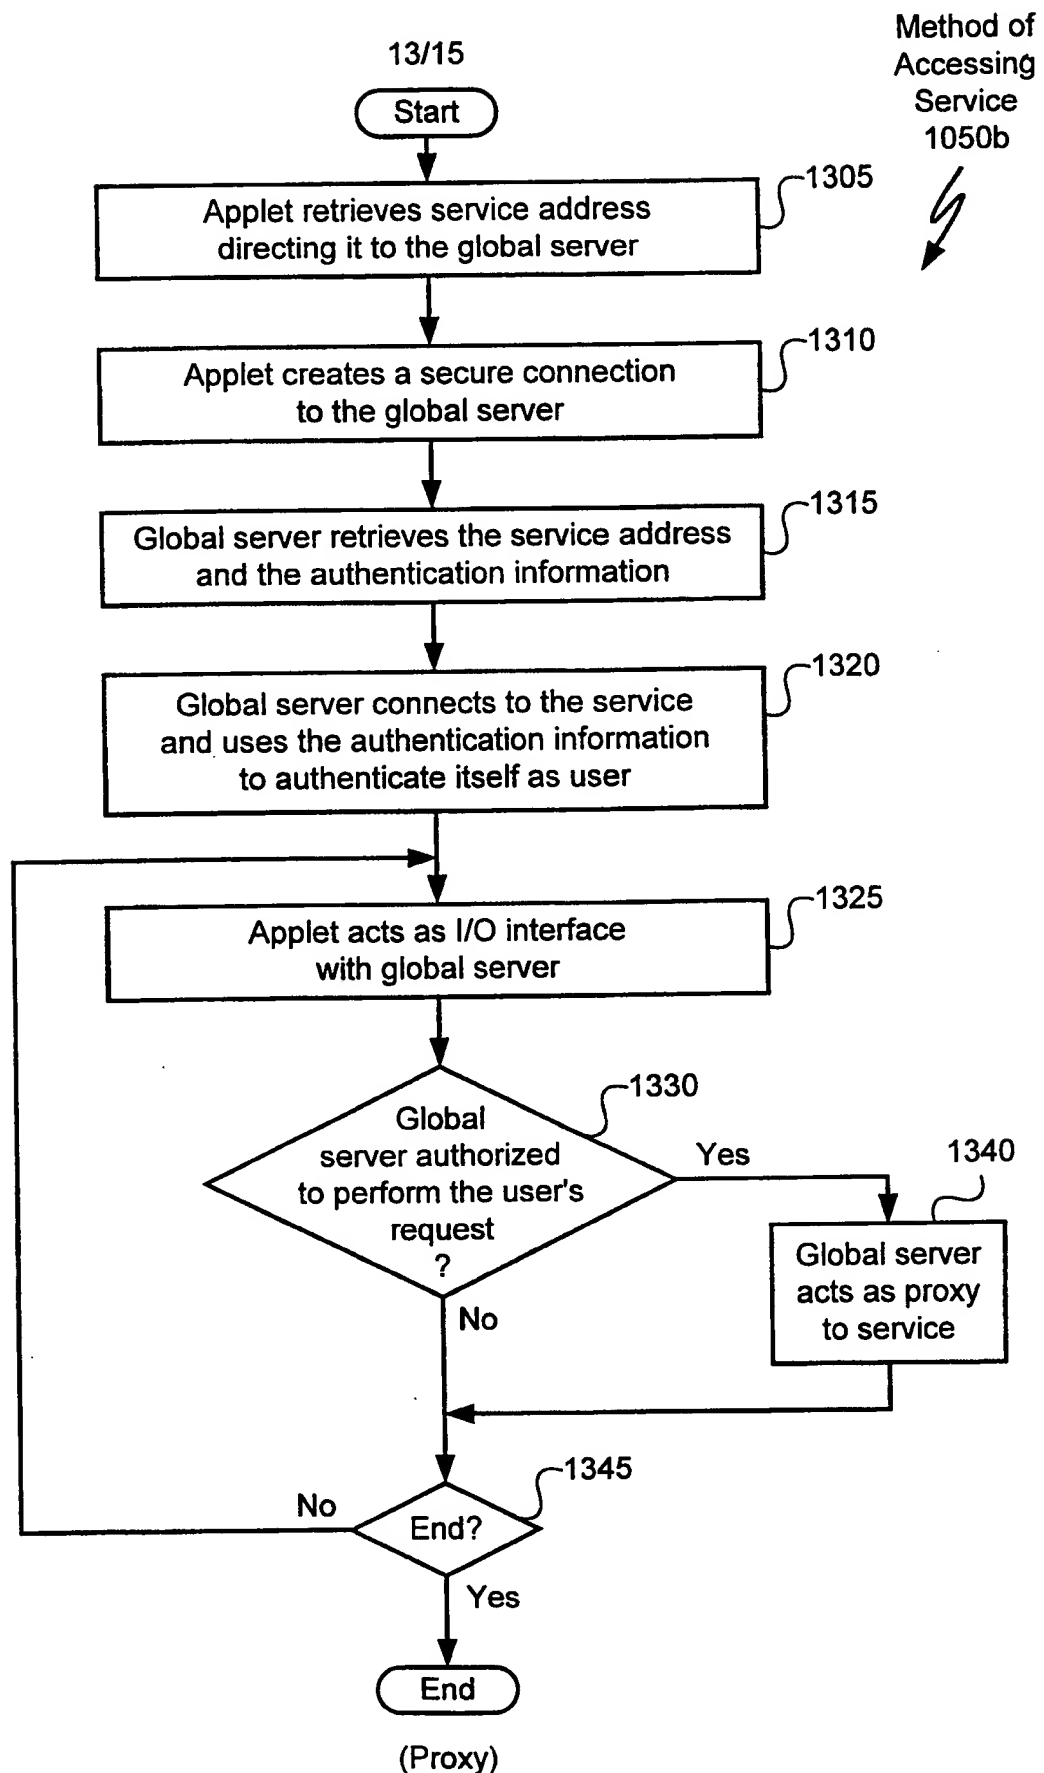 13/15
Method of
Accessing
Service
1050b
Start
1305
Applet retrieves service address
directing it to the global server
1310
Applet creates a secure connection
to the global server
1315
Global server retrieves the service address
and the authentication information
1320
Global server connects to the service
and uses the authentication information
to authenticate itself as user
1325
Applet acts as I/O interface
with global server
1330
Global
server authorized
to perform the user's
request
?
Yes
1340
Global server
acts as proxy
to service
No
1345
No
End?
Yes
End
(Proxy)